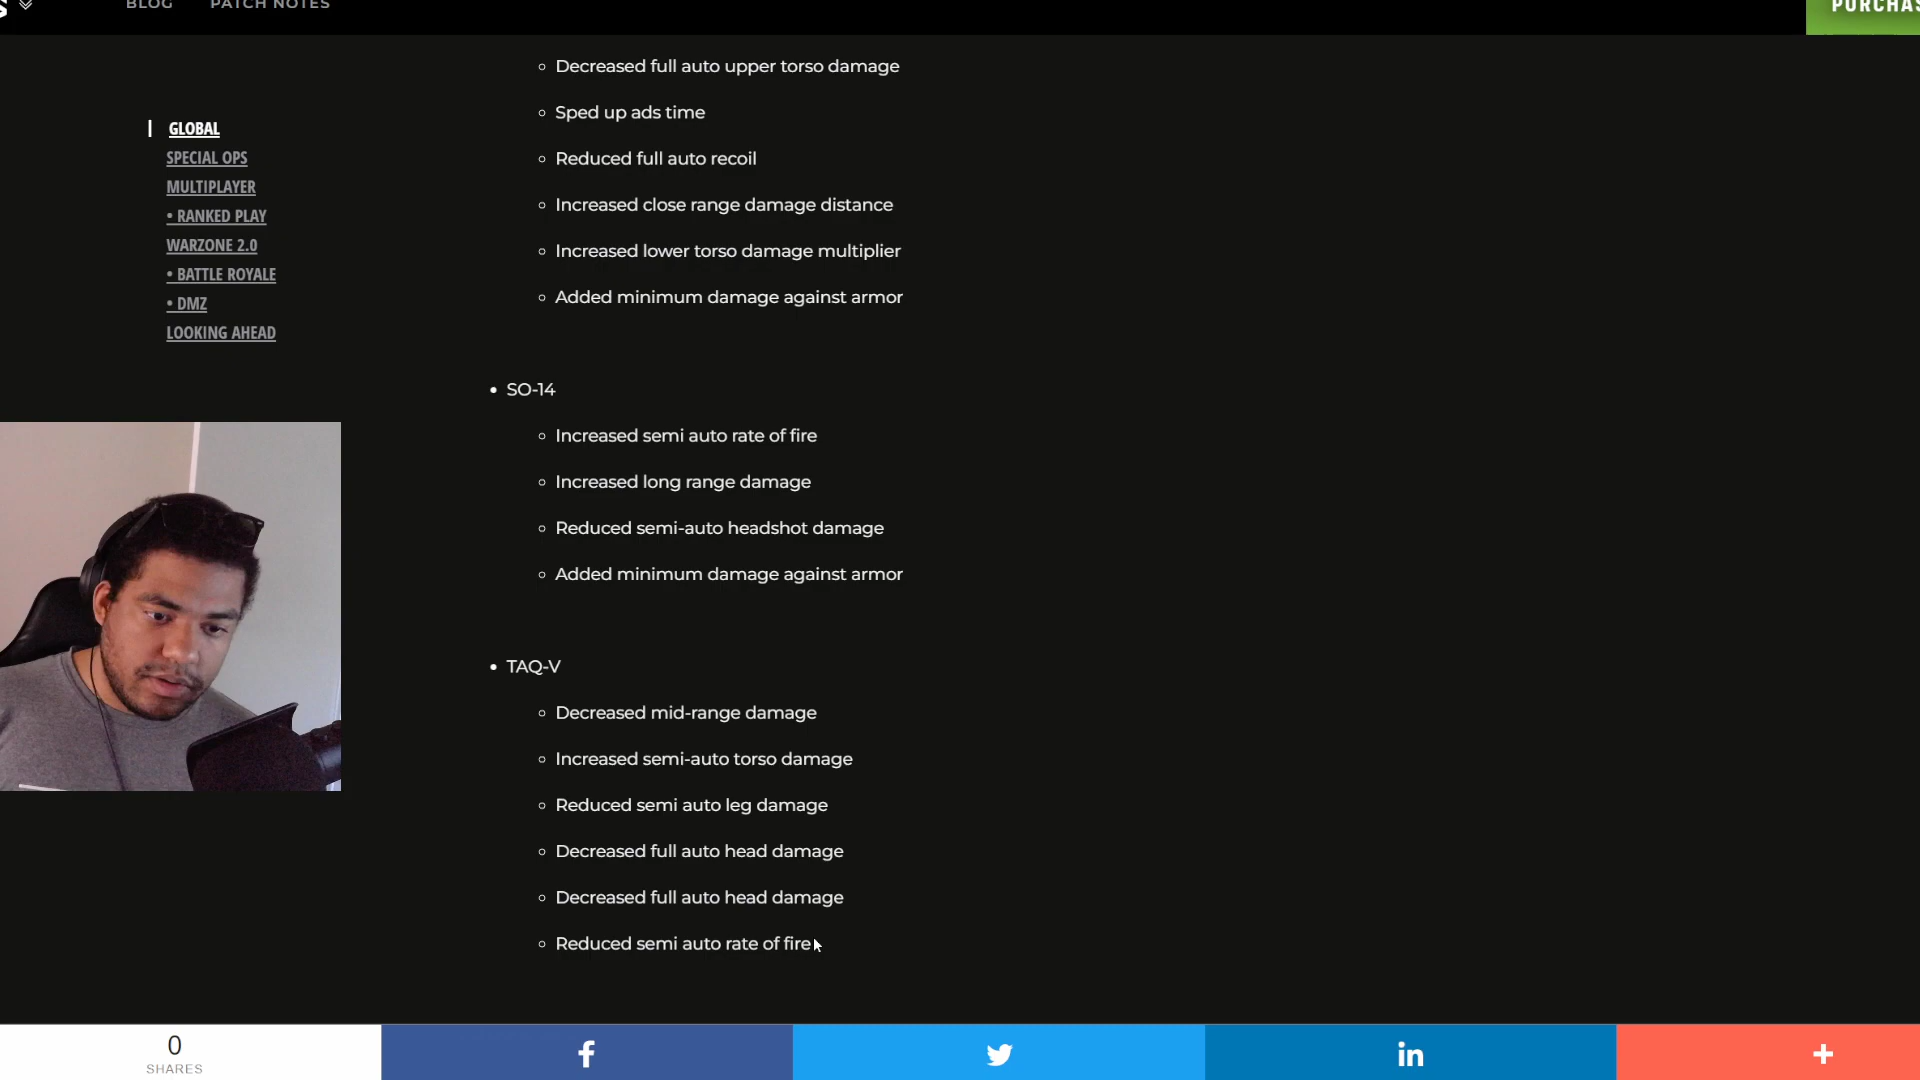 BLOG PATCH NOTES
Decreased full auto upper torso damage
Sped up ads time
Reduced full auto recoil
Increased close range damage distance
Increased lower torso damage multiplier
Added minimum damage against armor
GLOBAL
SPECIAL OPS
MULTIPLAYER
• RANKED PLAY
WARZONE 2.0
• BATTLE ROYALE
• DMZ
LOOKING AHEAD
• SO-14
Increased semi auto rate of fire
Increased long range damage
Reduced semi-auto headshot damage
Added minimum damage against armor
• TAQ-V
Decreased mid-range damage
Increased semi-auto torso damage
Reduced semi auto leg damage
Decreased full auto head damage
Decreased full auto head damage
Reduced semi auto rate of fire
0
SHARES